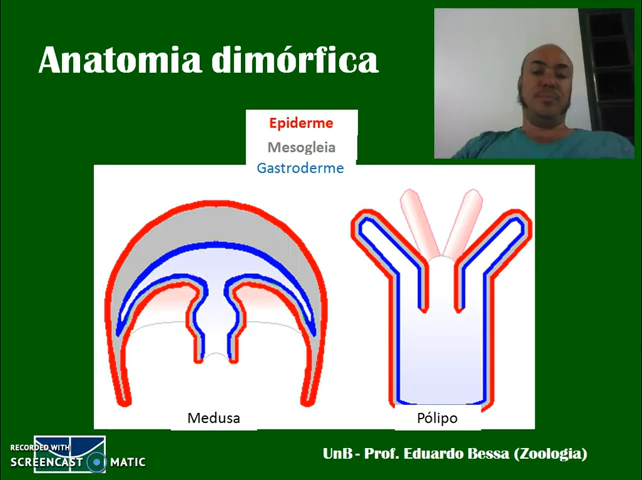 Anatomia dimórfica
Epiderme
Mesogleia
Gastroderme
Medusa
Pólipo
RECORDED WITH
SCREENCAST MATIC
UnB - Prof. Eduardo Bessa (Zoologia)